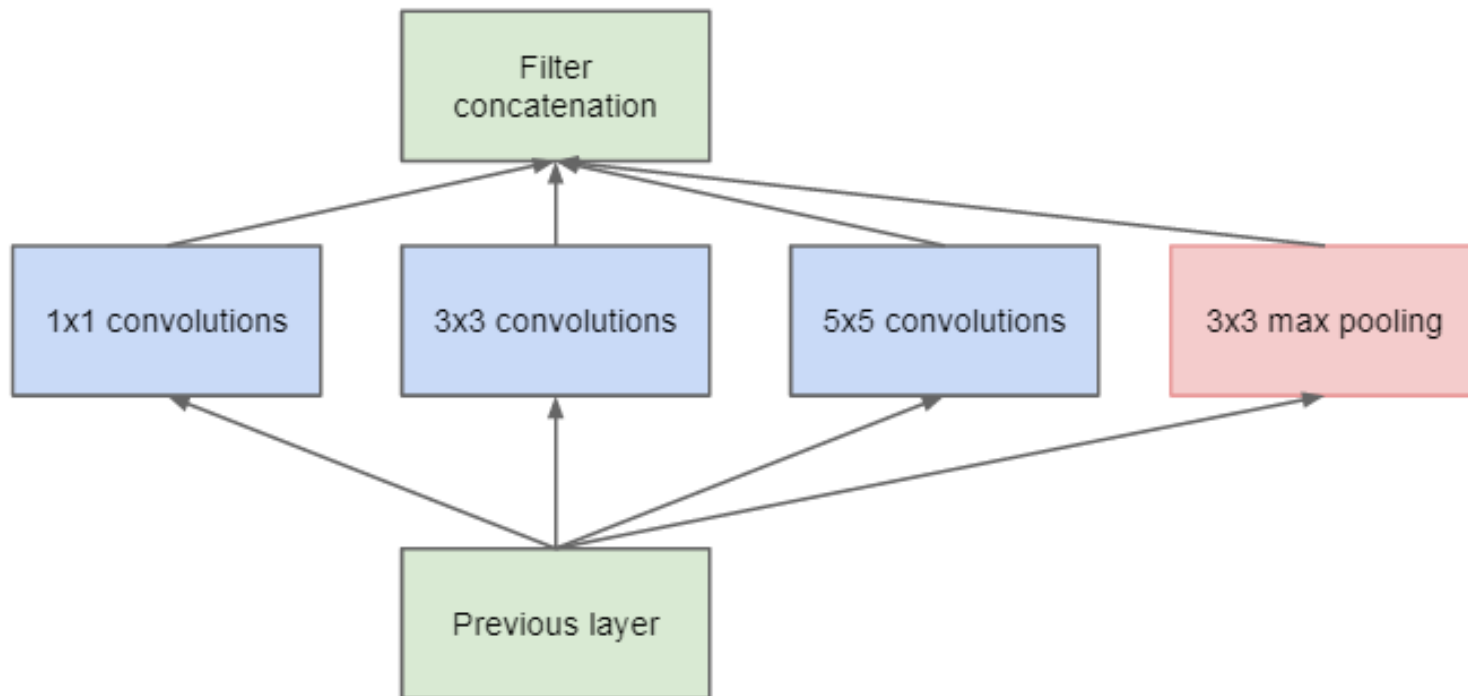 Filter
concatenation
1x1 convolutions
3x3 convolutions
5x5 convolutions
3x3 max pooling
Previous layer